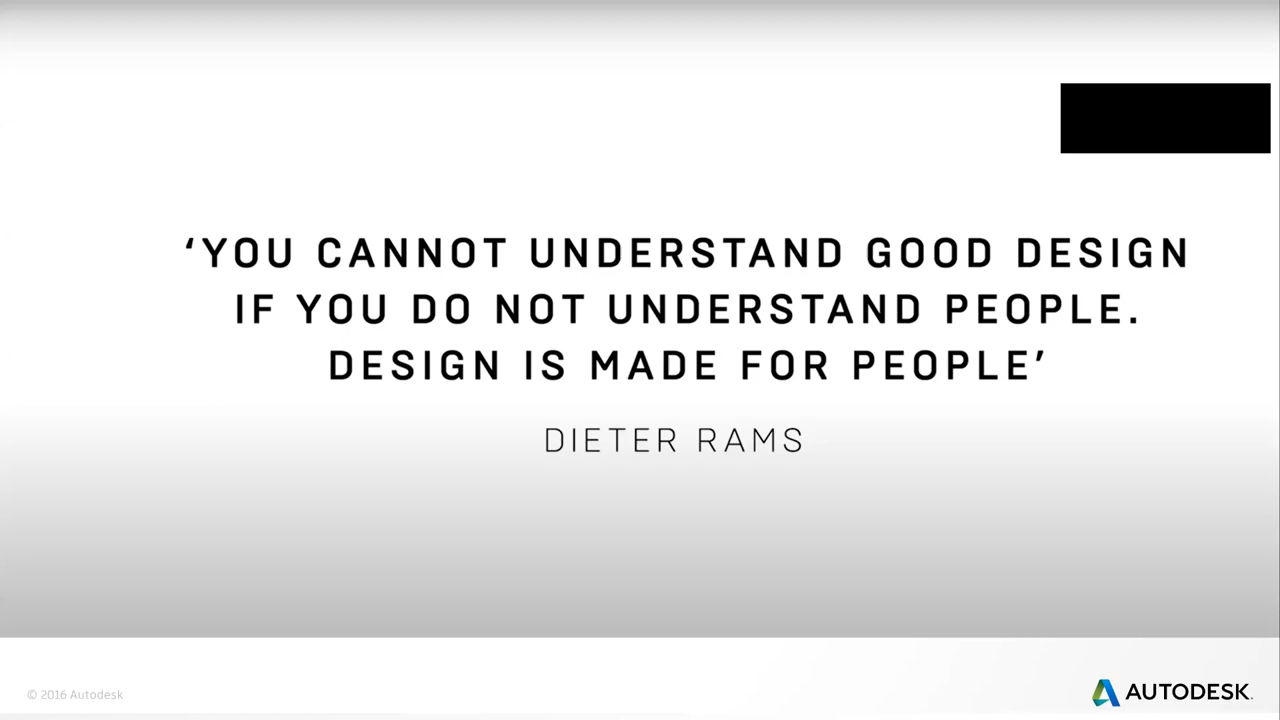 ‘YOU CANNOT UNDERSTAND GOOD DESIGN
IF YOU DO NOT UNDERSTAND PEOPLE.
DESIGN IS MADE FOR PEOPLE’
DIETER RAMS
© 2016 Autodesk
AUTODESK.